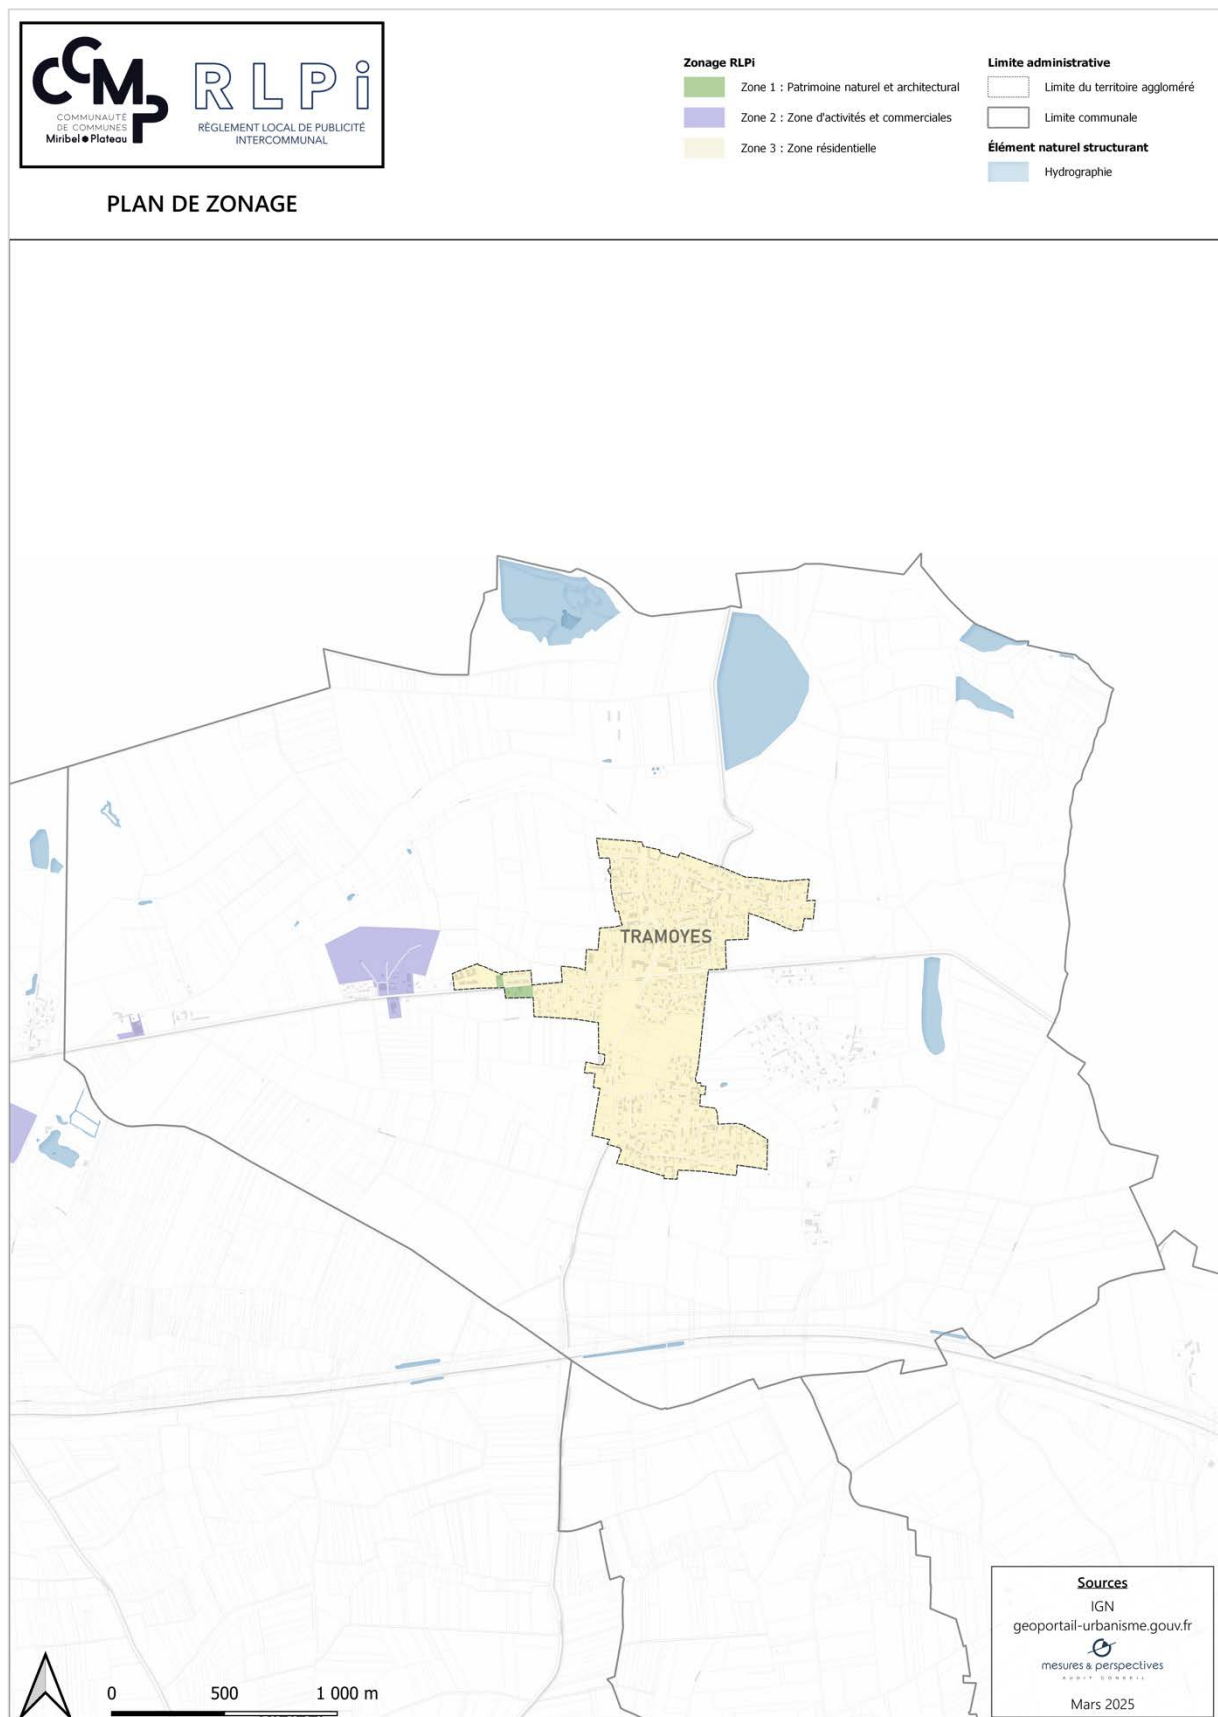 CCMP
COMMUNAUTÉ
DE COMMUNES
Miribel Plateau
RLPi
RÈGLEMENT LOCAL DE PUBLICITÉ
INTERCOMMUNAL
PLAN DE ZONAGE
Zonage RLPi
Zone 1 : Patrimoine naturel et architectural
Zone 2 : Zone d'activités et commerciales
Zone 3 : Zone résidentielle
Limite administrative
Limite du territoire aggloméré
Limite communale
Élément naturel structurant
Hydrographie
TRAMOYES
0 500 1 000 m
Sources
IGN
geoportail-urbanisme.gouv.fr
mesures & perspectives
AUDIT CONSEIL
Mars 2025